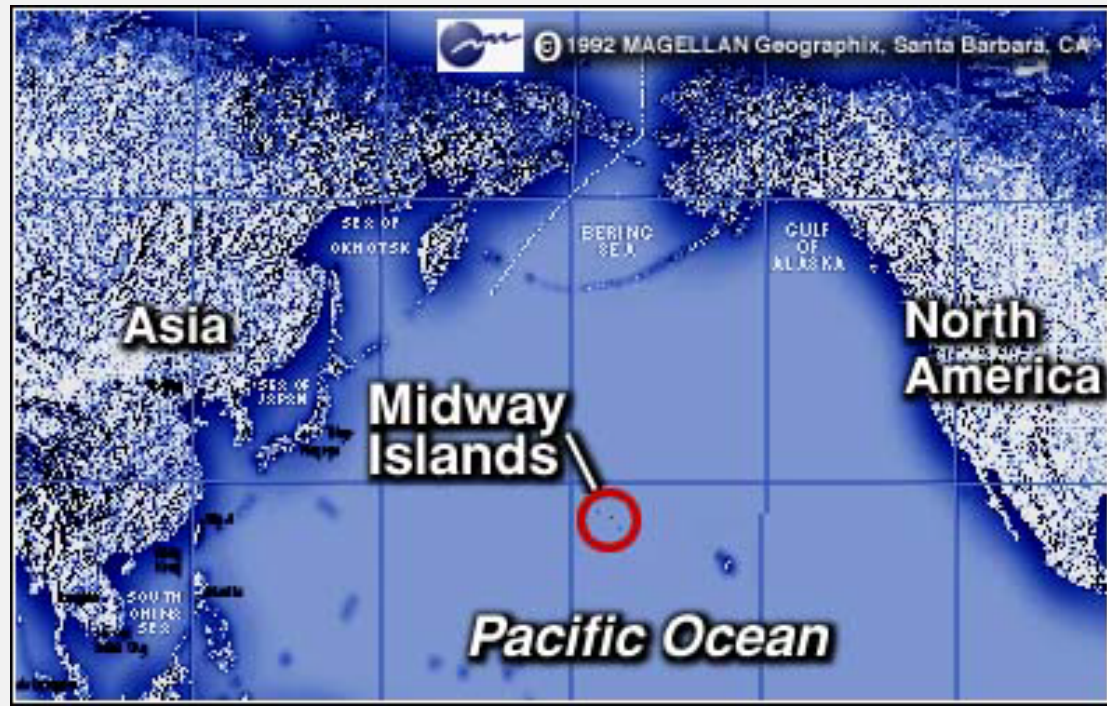 © 1992 MAGELLAN Geographix, Santa Barbara, CA
SEA OF
OKHOTSK
BERING
SEA
GULF
OF
ALASKA
Asia
North
America
SEA OF
JAPAN
Midway
Islands
SOUTH
CHINA
SEA
Pacific Ocean